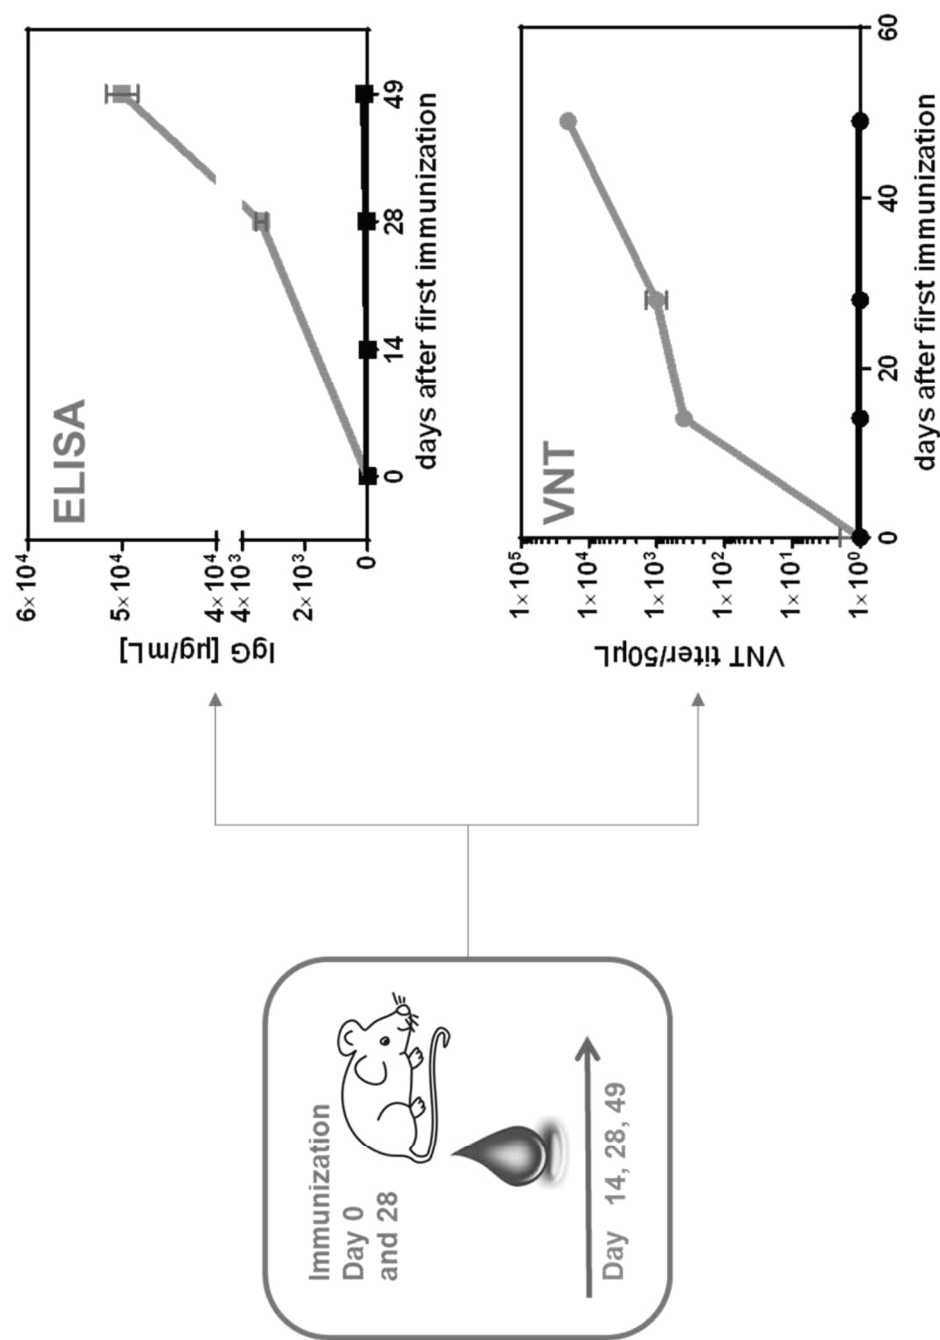 Immunization
Day 0
and 28
Day 14, 28, 49
ELISA
IgG [µg/mL]
6×10⁴
5×10⁴
4×10⁴
4×10³
2×10³
0
0 14 28 49
days after first immunization
VNT
VNT titer/50µL
1×10⁵
1×10⁴
1×10³
1×10²
1×10¹
1×10⁰
0 20 40 60
days after first immunization